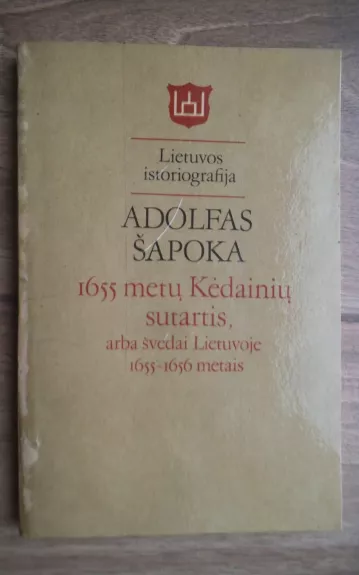 Lietuvos
istoriografija
ADOLFAS
ŠAPOKA
1655 metų Kėdainių
sutartis,
arba švedai Lietuvoje
1655–1656 metais